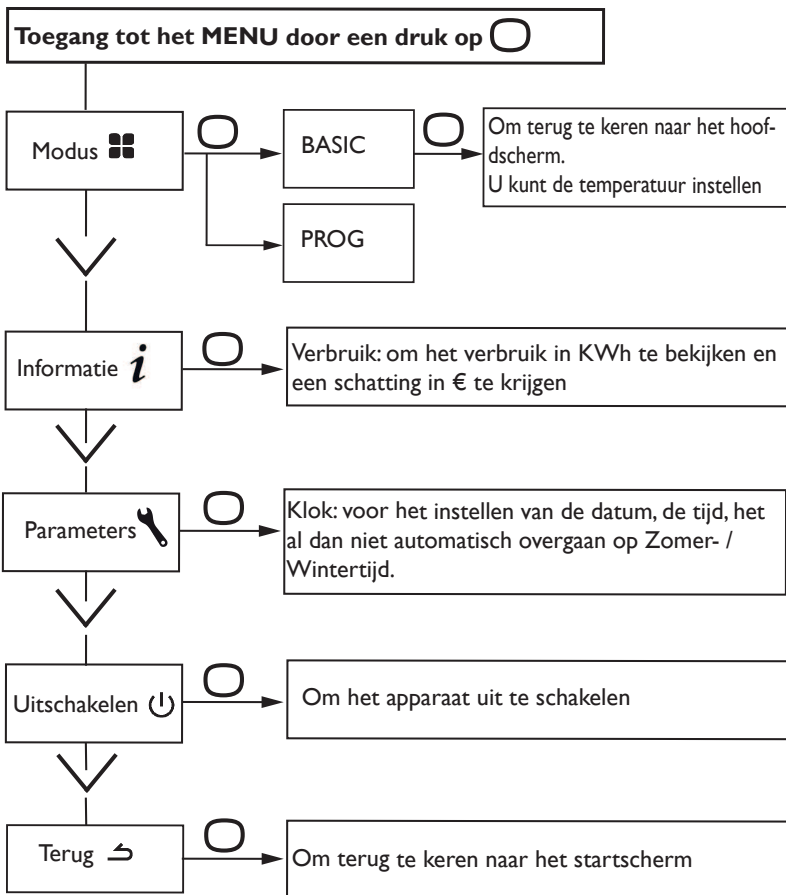 Toegang tot het MENU door een druk op
Modus
BASIC
Om terug te keren naar het hoof-
dscherm.
U kunt de temperatuur instellen
PROG
Informatie
Verbruik: om het verbruik in KWh te bekijken en
een schatting in € te krijgen
Parameters
Klok: voor het instellen van de datum, de tijd, het
al dan niet automatisch overgaan op Zomer- /
Wintertijd.
Uitschakelen
Om het apparaat uit te schakelen
Terug
Om terug te keren naar het startscherm